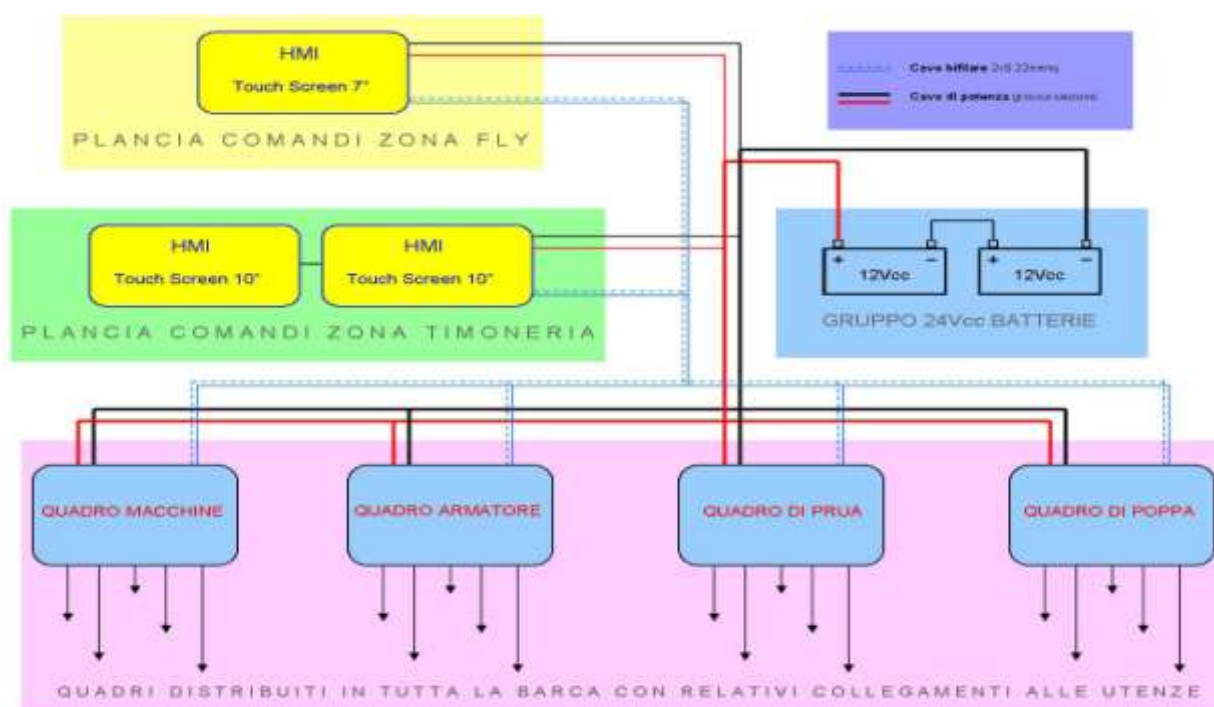 HMI
Touch Screen 7"
PLANCIA COMANDI ZONA FLY
Cavo bifilare
Cavo di potenza
HMI
Touch Screen 10"
HMI
Touch Screen 10"
PLANCIA COMANDI ZONA TIMONERIA
+ − + −
12Vcc 12Vcc
GRUPPO 24Vcc BATTERIE
QUADRO MACCHINE
QUADRO ARMATORE
QUADRO DI PRUA
QUADRO DI POPPA
QUADRI DISTRIBUITI IN TUTTA LA BARCA CON RELATIVI COLLEGAMENTI ALLE UTENZE